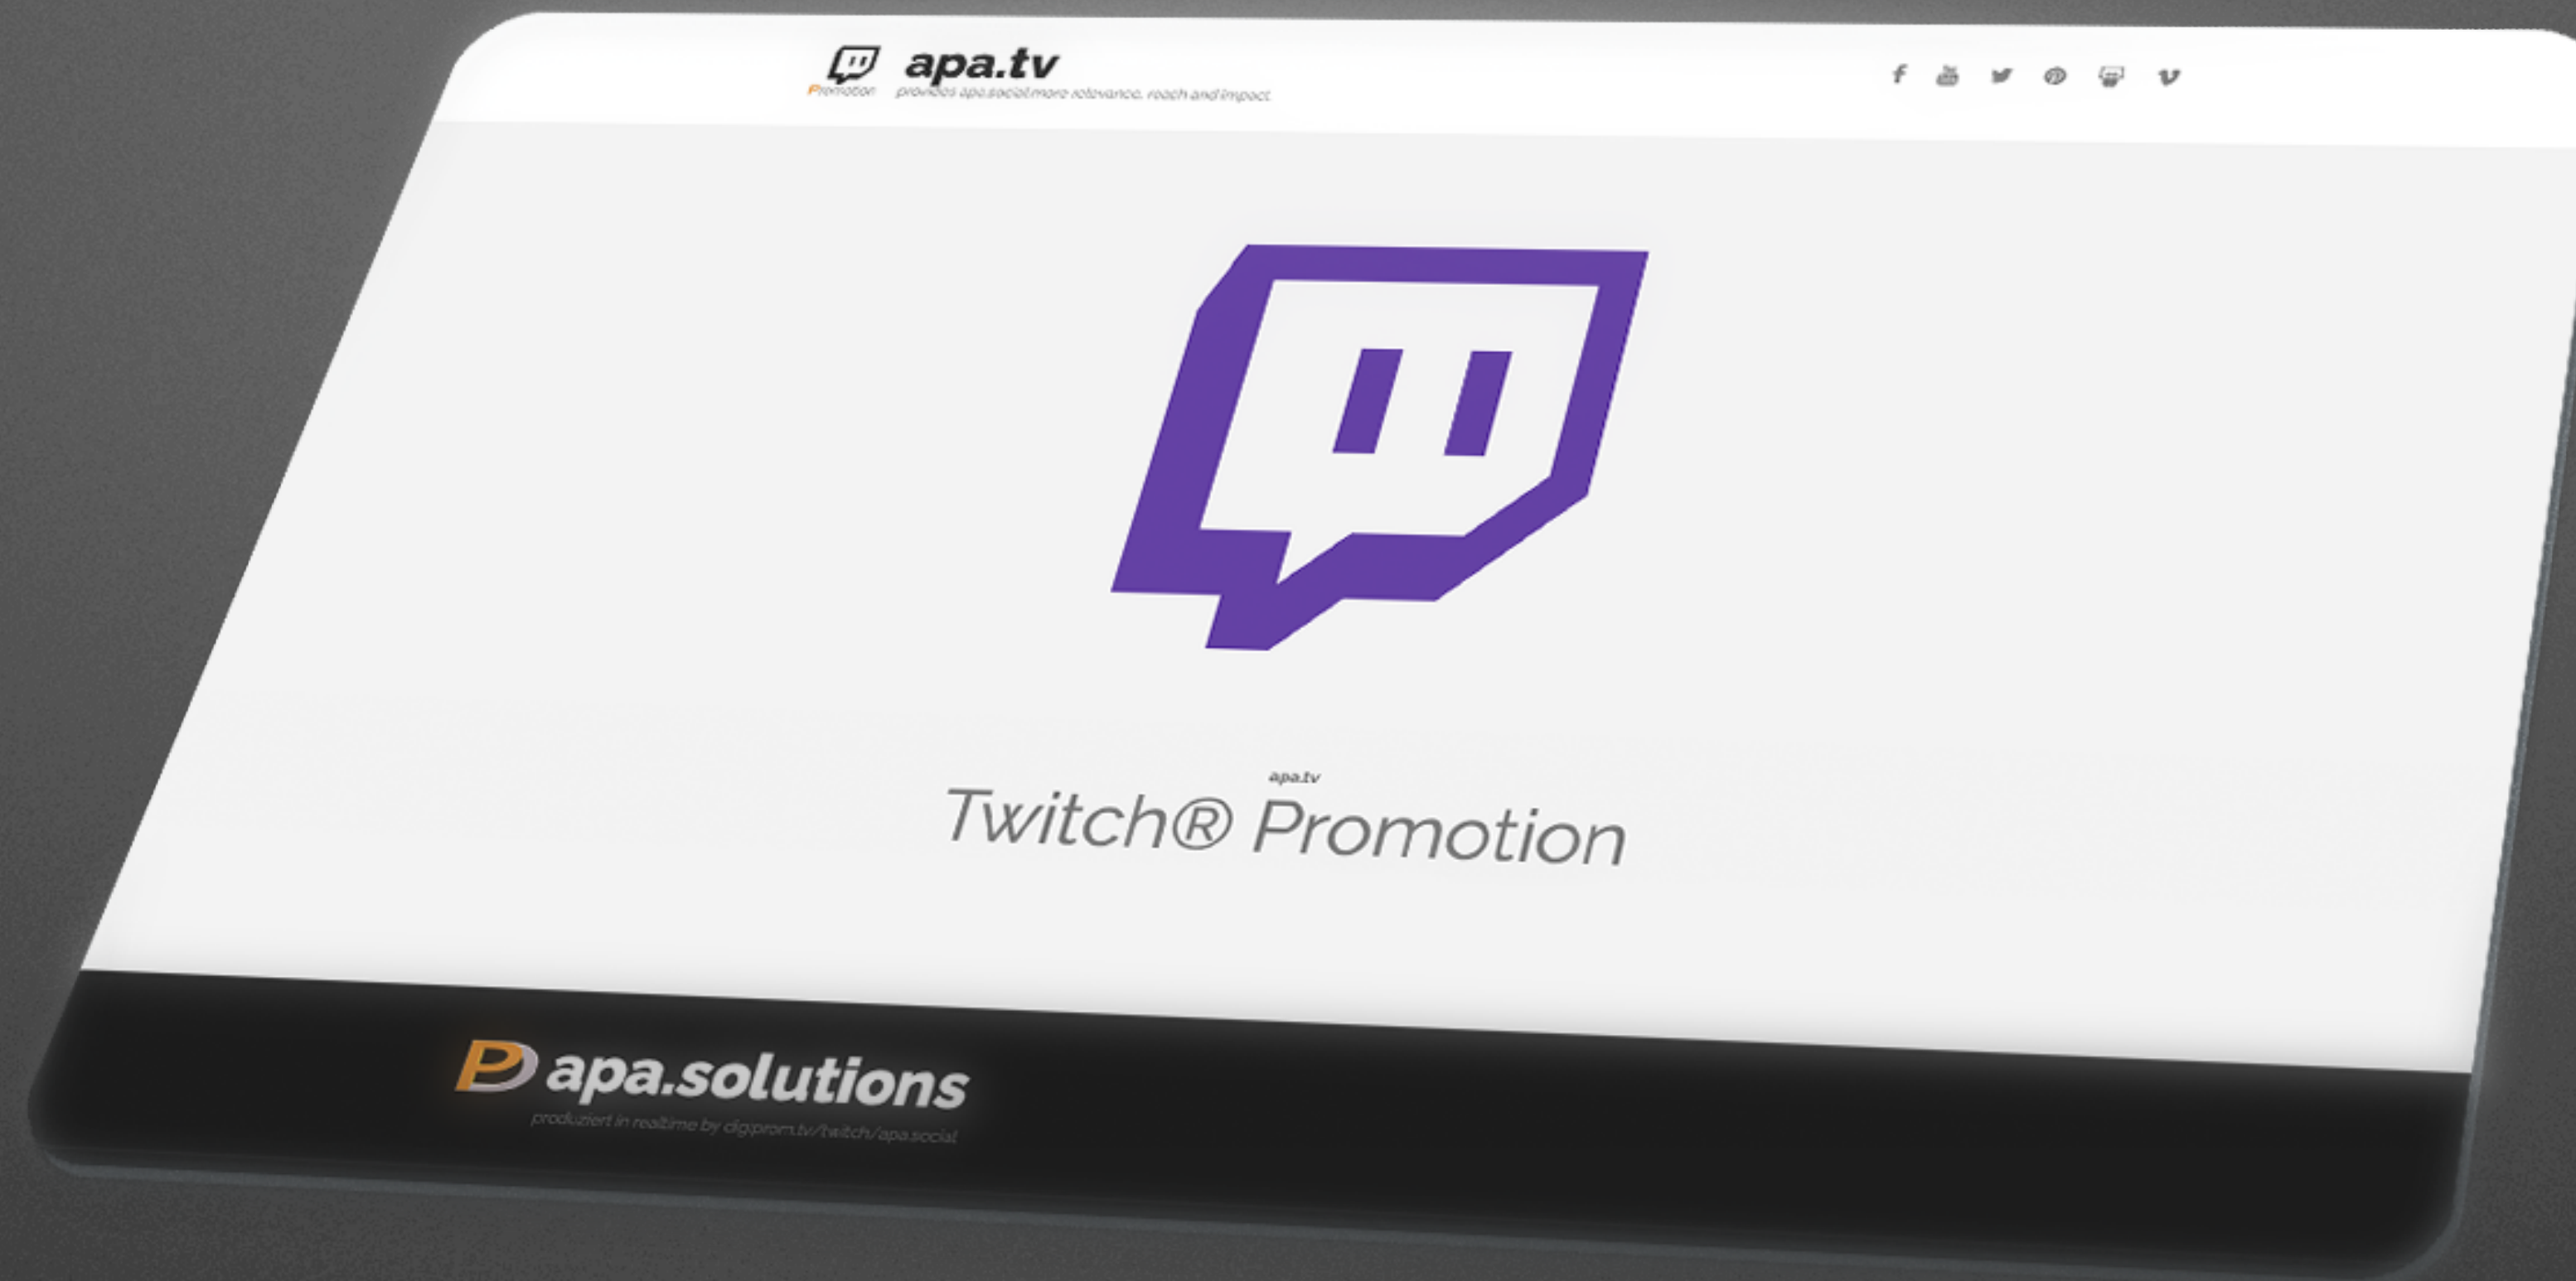 apa.tv
Promotion provides apa.social more relevance, reach and impact.
apa.tv
Twitch® Promotion
apa.solutions
produziert in realtime by digiprom.tv/twitch/apa.social